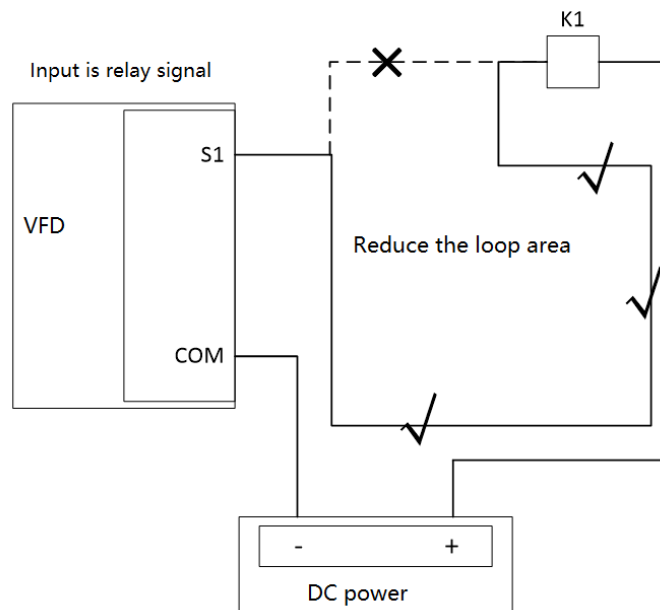 K1
Input is relay signal
S1
VFD
Reduce the loop area
COM
- +
DC power